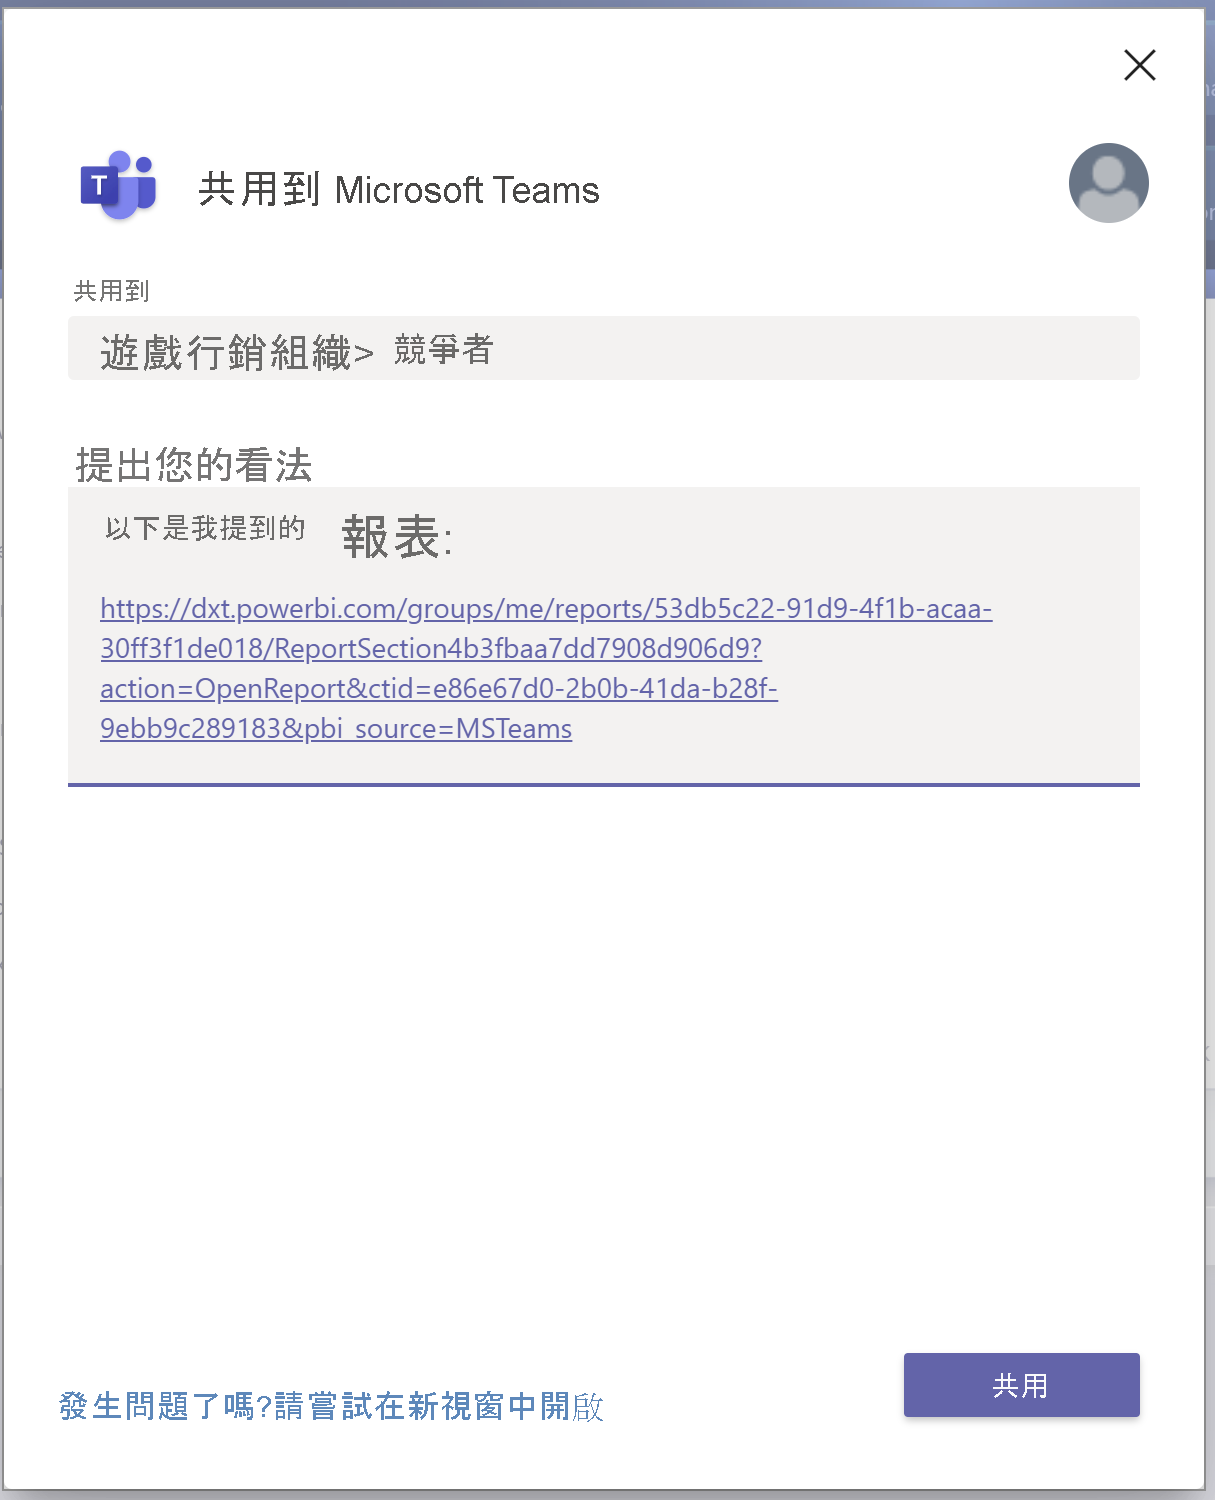 T
共用到 Microsoft Teams
共用到
遊戲行銷組織> 競爭者
提出您的看法
以下是我提到的 報表:
https://dxt.powerbi.com/groups/me/reports/53db5c22-91d9-4f1b-acaa-
30ff3f1de018/ReportSection4b3fbaa7dd7908d906d9?
action=OpenReport&ctid=e86e67d0-2b0b-41da-b28f-
9ebb9c289183&pbi_source=MSTeams
發生問題了嗎?請嘗試在新視窗中開啟
共用